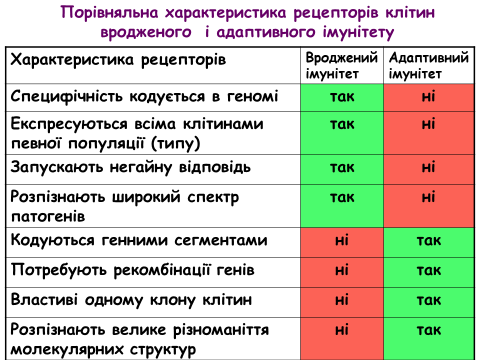 Порівняльна характеристика рецепторів клітин
вродженого і адаптивного імунітету
Характеристика рецепторів
Вроджений
імунітет
Адаптивний
імунітет
Специфічність кодується в геномі
так
ні
Експресуються всіма клітинами
певної популяції (типу)
так
ні
Запускають негайну відповідь
так
ні
Розпізнають широкий спектр
патогенів
так
ні
Кодуються генними сегментами
ні
так
Потребують рекомбінації генів
ні
так
Властиві одному клону клітин
ні
так
Розпізнають велике різноманіття
молекулярних структур
ні
так